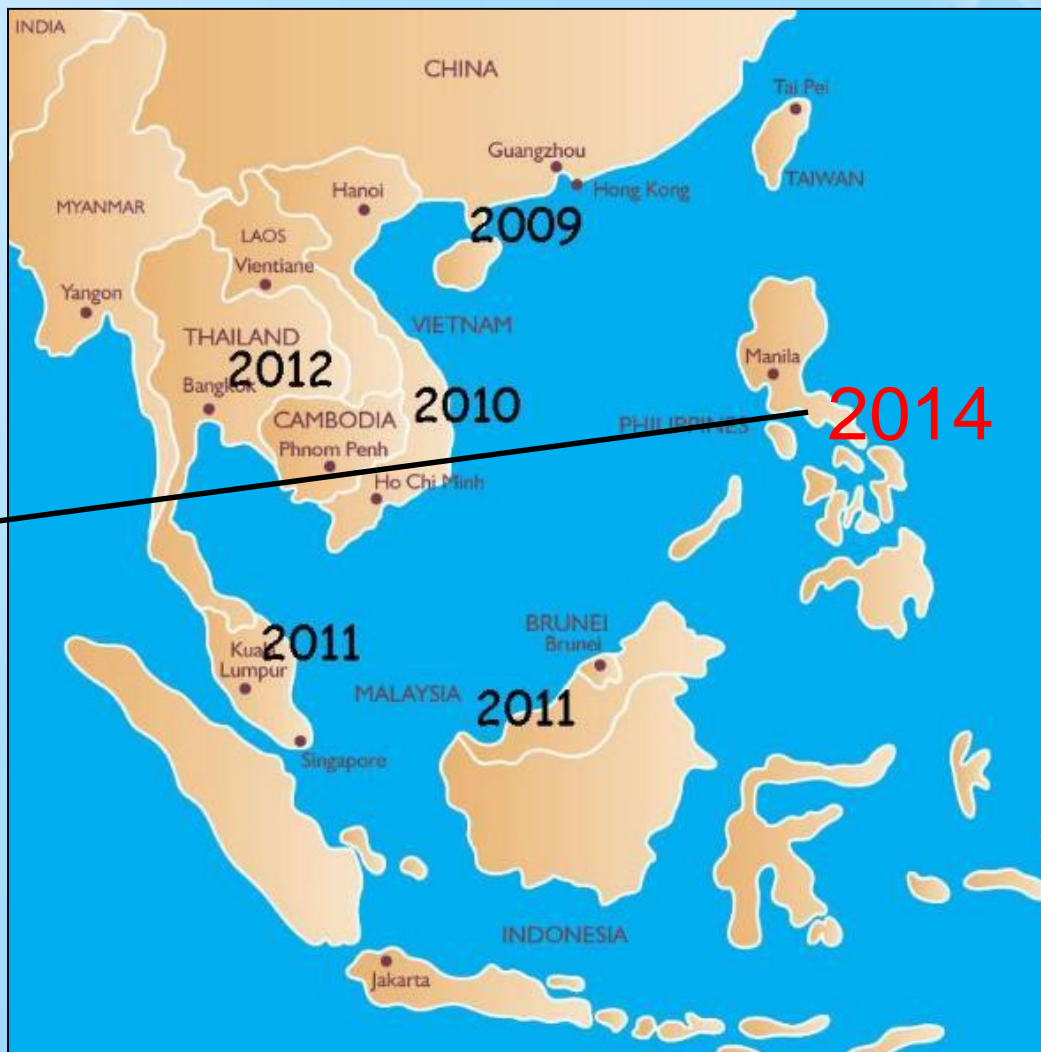 INDIA
CHINA
Tai Pei
TAIWAN
Guangzhou
Hong Kong
Hanoi
MYANMAR
2009
LAOS
Vientiane
Yangon
VIETNAM
THAILAND
2012
Bangkok
Manila
2010
CAMBODIA
PHILIPPINES
2014
Phnom Penh
Ho Chi Minh
BRUNEI
Brunei
2011
Kuala
Lumpur
MALAYSIA
2011
Singapore
INDONESIA
Jakarta